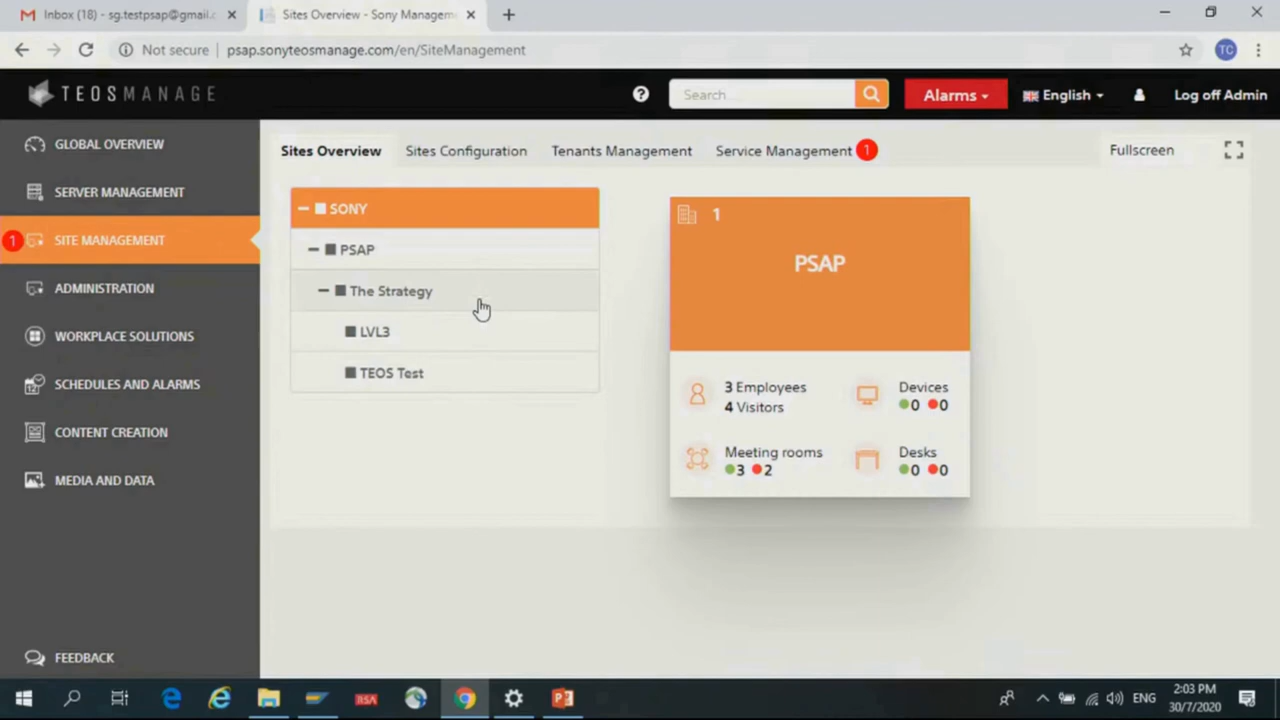 Inbox (18) - sg.testpsap@gmail.c
Sites Overview - Sony Managem
Not secure
psap.sonyteosmanage.com/en/SiteManagement
TC
TEOSMANAGE
Search
Alarms
English
Log off Admin
GLOBAL OVERVIEW
SERVER MANAGEMENT
1 SITE MANAGEMENT
ADMINISTRATION
WORKPLACE SOLUTIONS
SCHEDULES AND ALARMS
CONTENT CREATION
MEDIA AND DATA
FEEDBACK
Sites Overview
Sites Configuration
Tenants Management
Service Management 1
Fullscreen
SONY
PSAP
The Strategy
LVL3
TEOS Test
1
PSAP
3 Employees
4 Visitors
Devices
0 0
Meeting rooms
3 2
Desks
0 0
RSA
ENG
2:03 PM
30/7/2020